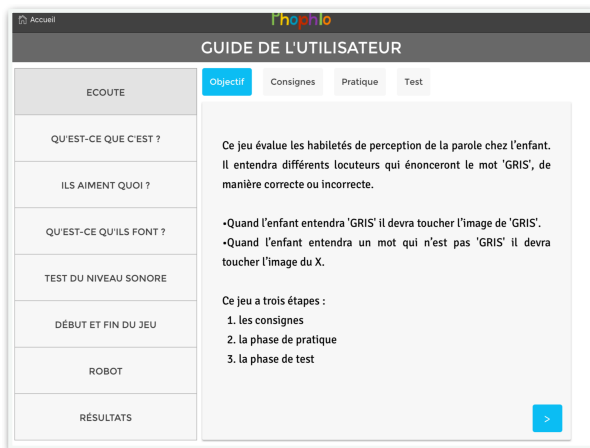 Accueil
Phophlo
GUIDE DE L'UTILISATEUR
ECOUTE
QU'EST-CE QUE C'EST ?
ILS AIMENT QUOI ?
QU'EST-CE QU'ILS FONT ?
TEST DU NIVEAU SONORE
DÉBUT ET FIN DU JEU
ROBOT
RÉSULTATS
Objectif Consignes Pratique Test
Ce jeu évalue les habiletés de perception de la parole chez l'enfant.
Il entendra différents locuteurs qui énonceront le mot 'GRIS', de
manière correcte ou incorrecte.
•Quand l'enfant entendra 'GRIS' il devra toucher l'image de 'GRIS'.
•Quand l'enfant entendra un mot qui n'est pas 'GRIS' il devra
toucher l'image du X.
Ce jeu a trois étapes :
1. les consignes
2. la phase de pratique
3. la phase de test
>